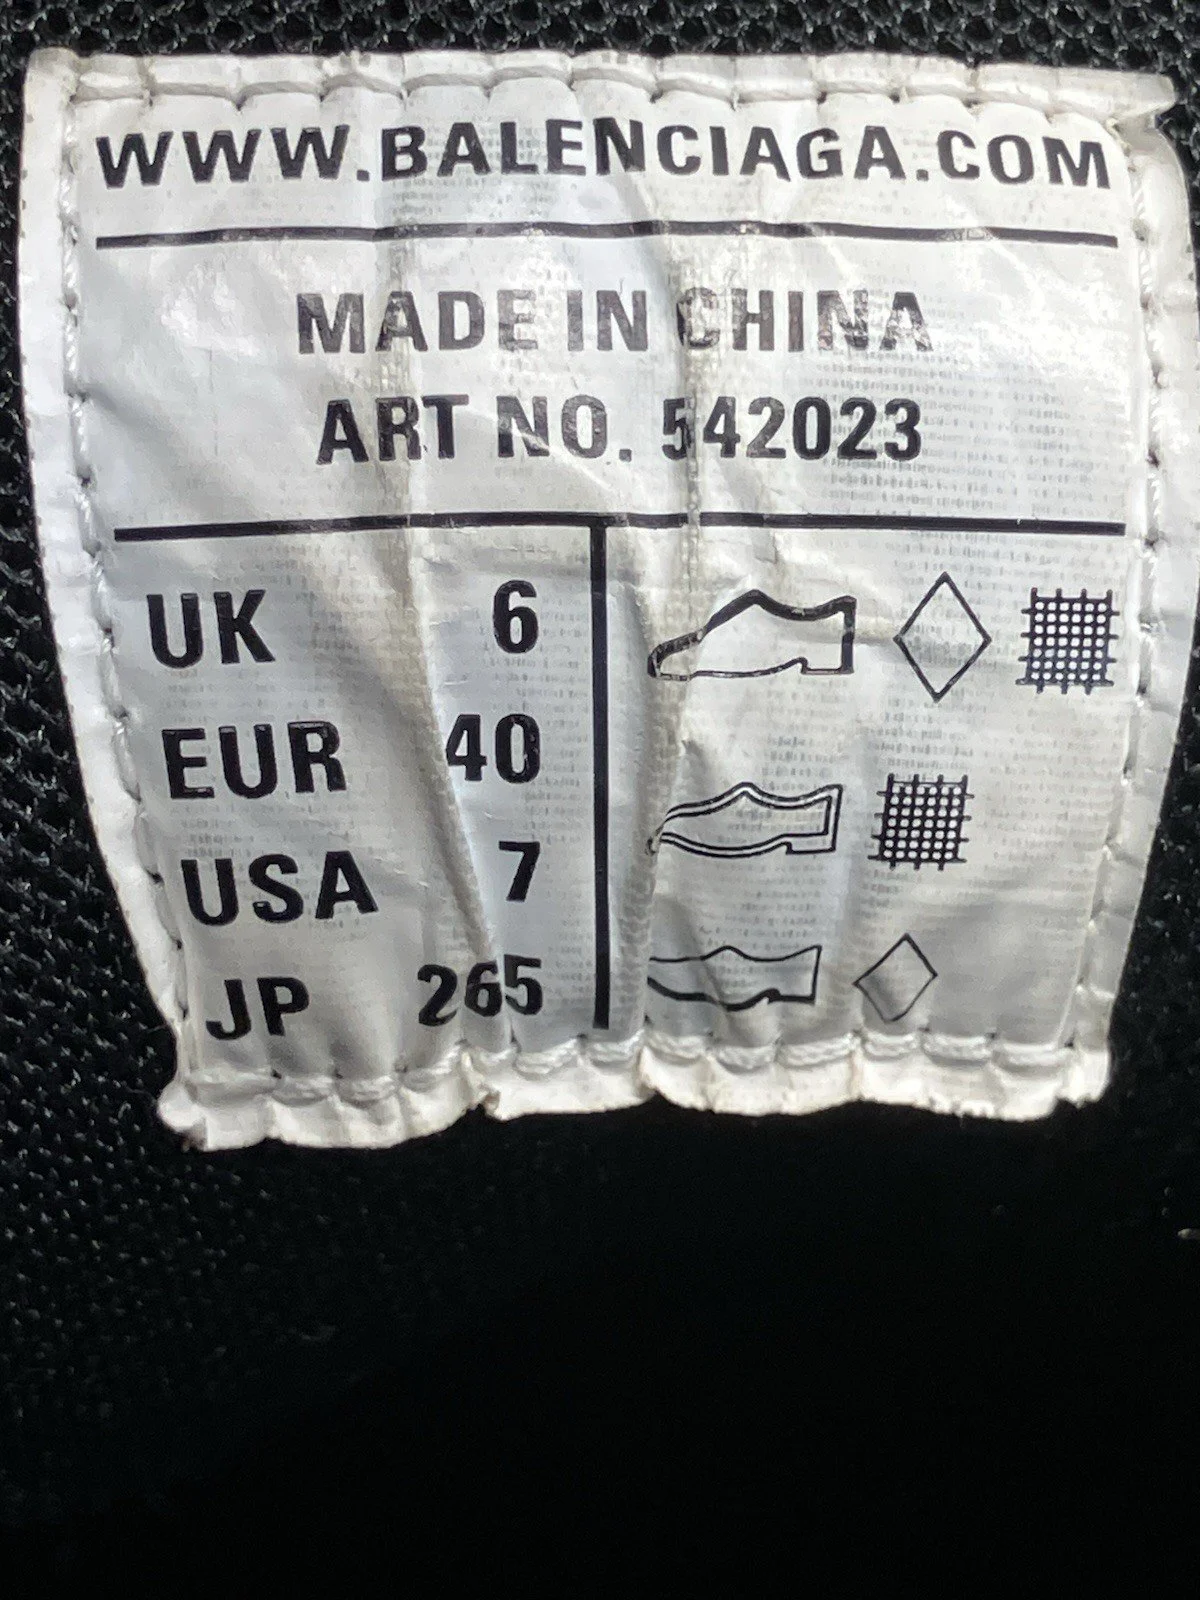 WWW.BALENCIAGA.COM
MADE IN CHINA
ART NO. 542023
UK 6
EUR 40
USA 7
JP 265